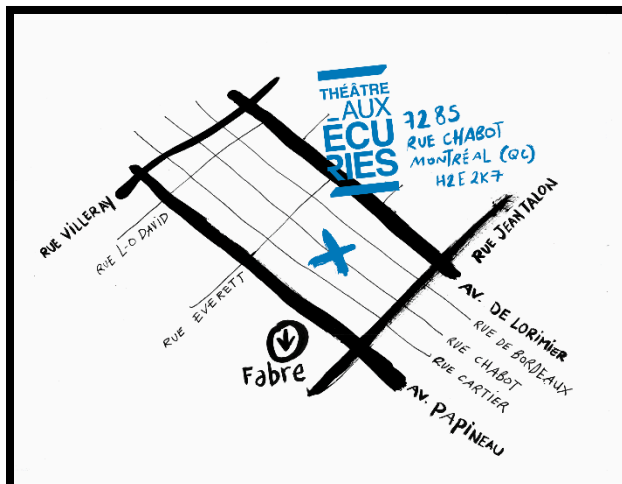 THÉÂTRE
AUX
ÉCU
RIES
7285
RUE CHABOT
MONTRÉAL (QC)
H2E 2K7
RUE VILLERAY
RUE L-O DAVID
RUE EVERETT
Fabre
RUE JEAN TALON
AV. DE LORIMIER
RUE DE BORDEAUX
RUE CHABOT
RUE CARTIER
AV. PAPINEAU